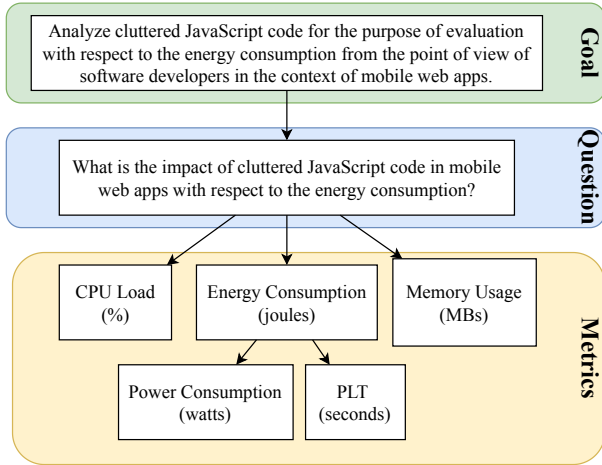 Analyze cluttered JavaScript code for the purpose of evaluation
with respect to the energy consumption from the point of view of
software developers in the context of mobile web apps.
Goal
What is the impact of cluttered JavaScript code in mobile
web apps with respect to the energy consumption?
Question
CPU Load
(%)
Energy Consumption
(joules)
Memory Usage
(MBs)
Power Consumption
(watts)
PLT
(seconds)
Metrics